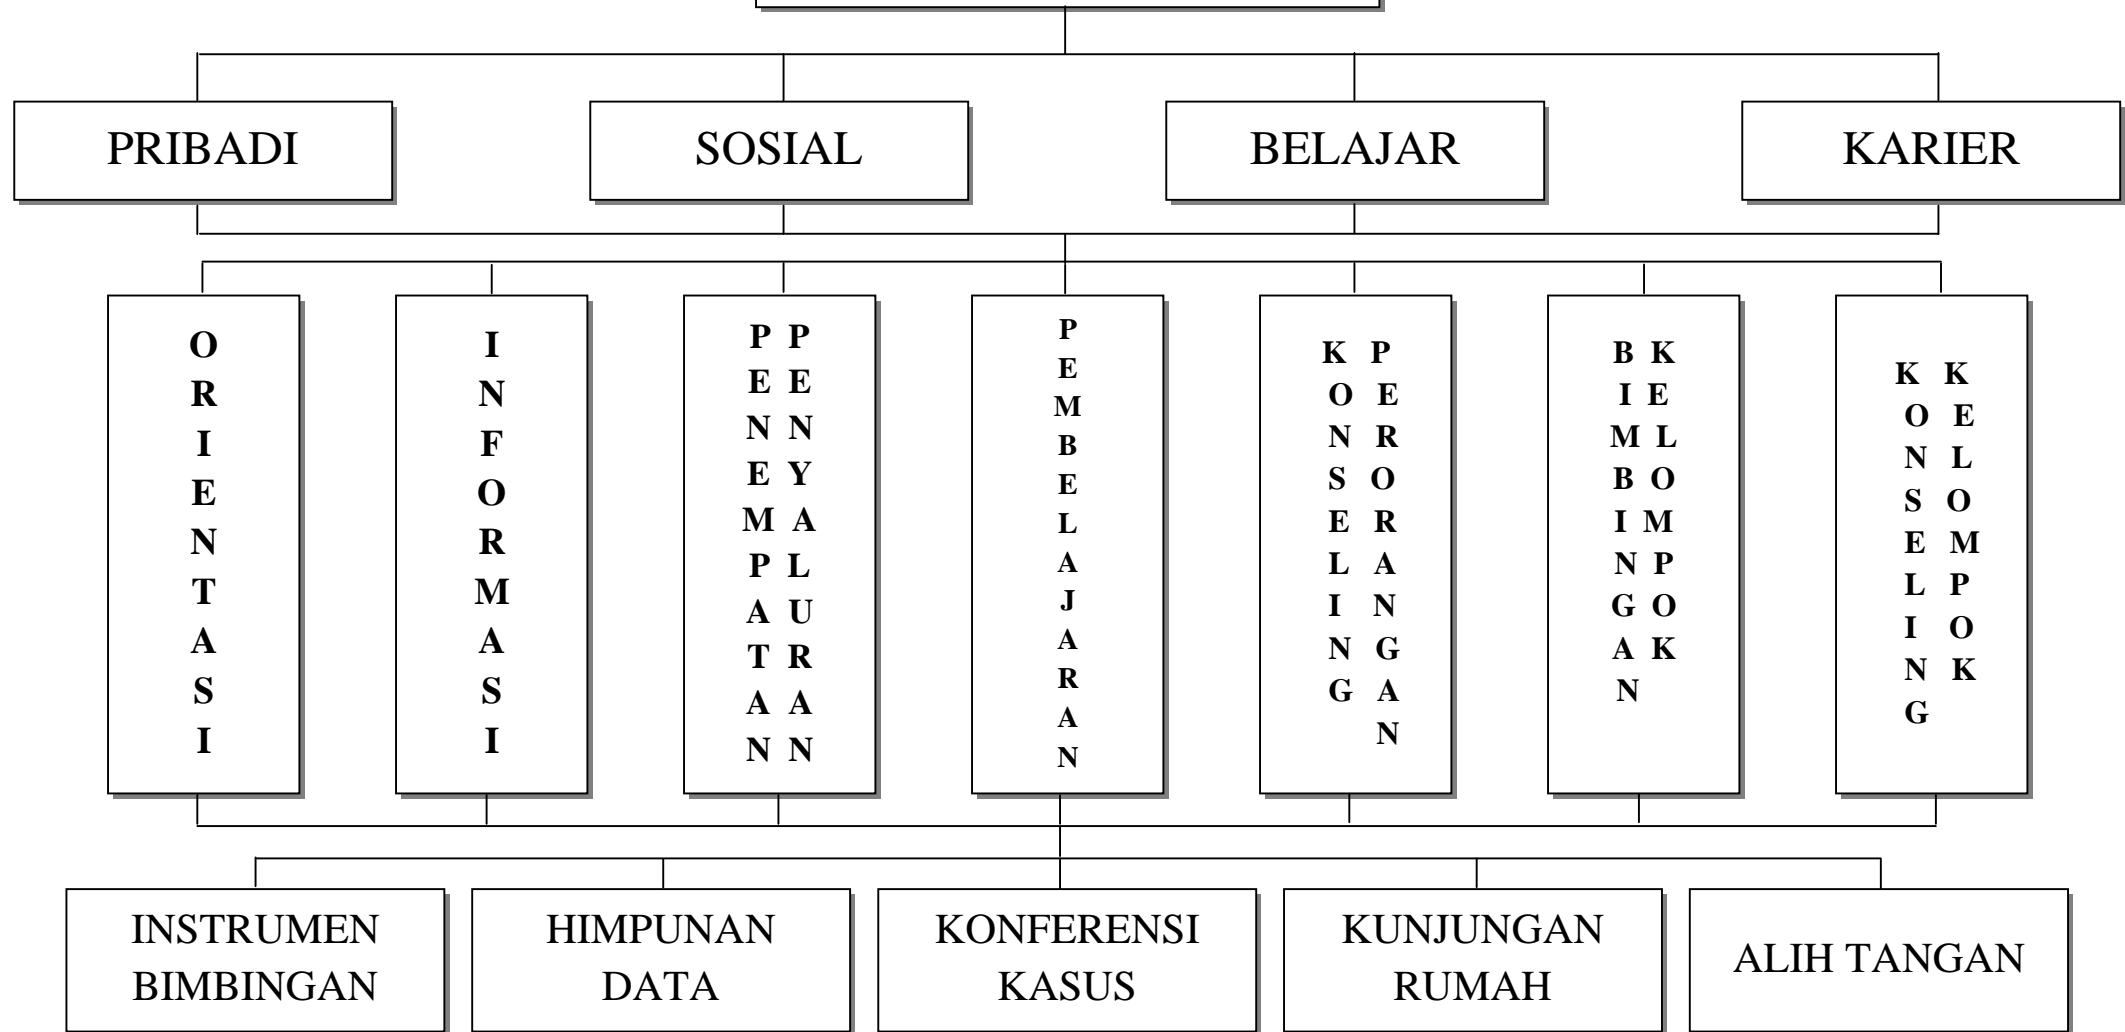 PRIBADI
SOSIAL
BELAJAR
KARIER
ORIENTASI
INFORMASI
PENEMPATAN
PENYALURAN
PEMBELAJARAN
KONSELING
PERORANGAN
BIMBINGAN
KELOMPOK
KONSELING
KELOMPOK
INSTRUMEN
BIMBINGAN
HIMPUNAN
DATA
KONFERENSI
KASUS
KUNJUNGAN
RUMAH
ALIH TANGAN